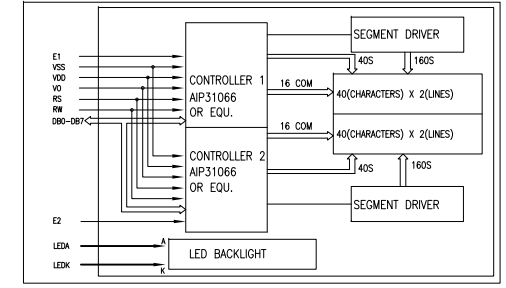 SEGMENT DRIVER
E1
40S
160S
VSS
VDD
CONTROLLER 1
16 COM
VO
AIP31066
40(CHARACTERS) X 2(LINES)
RS
OR EQU.
RW
DB0-DB7
16 COM
40(CHARACTERS) X 2(LINES)
CONTROLLER 2
AIP31066
40S
160S
OR EQU.
SEGMENT DRIVER
E2
LEDA
A
LED BACKLIGHT
LEDK
K